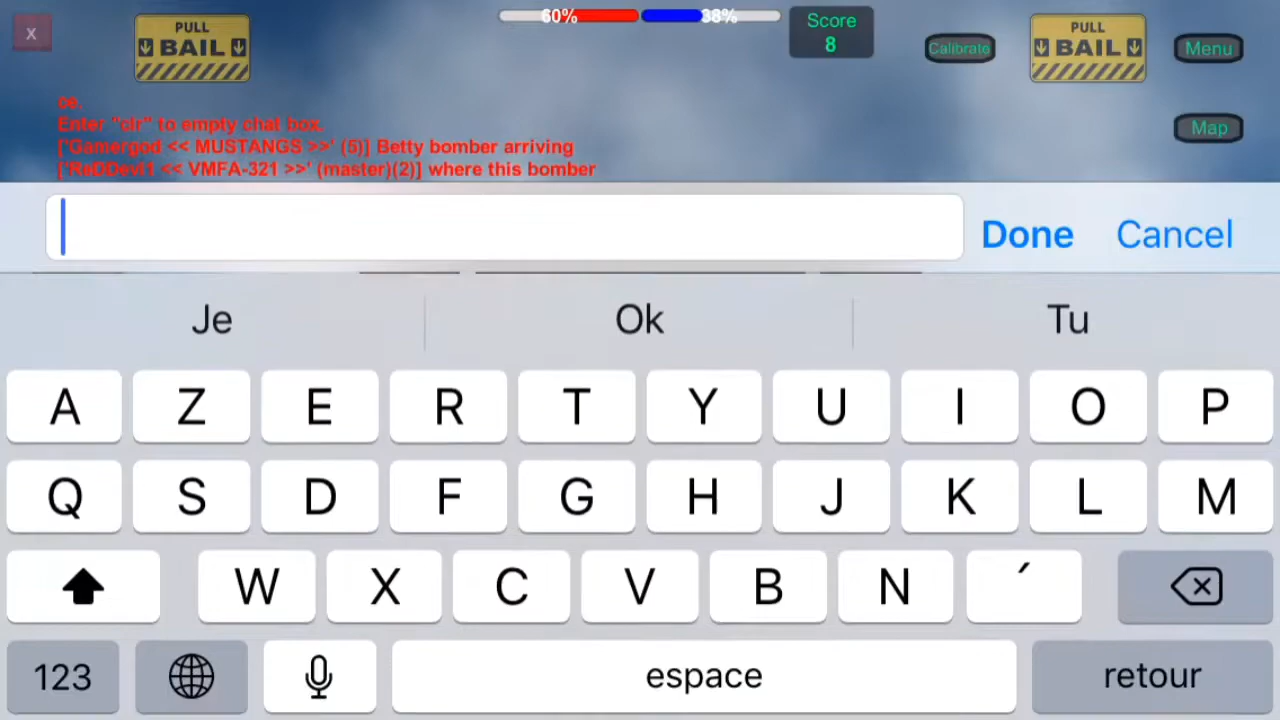 X
PULL
BAIL
60%
38%
Score
8
Calibrate
PULL
BAIL
Menu
Map
Enter "clr" to empty chat box.
['Gamergod << MUSTANGS >>' (5)] Betty bomber arriving
['ReDDevl1 << VMFA-321 >>' (master)(2)] where this bomber
Done Cancel
Je Ok Tu
A Z E R T Y U I O P
Q S D F G H J K L M
W X C V B N ´
123 espace retour